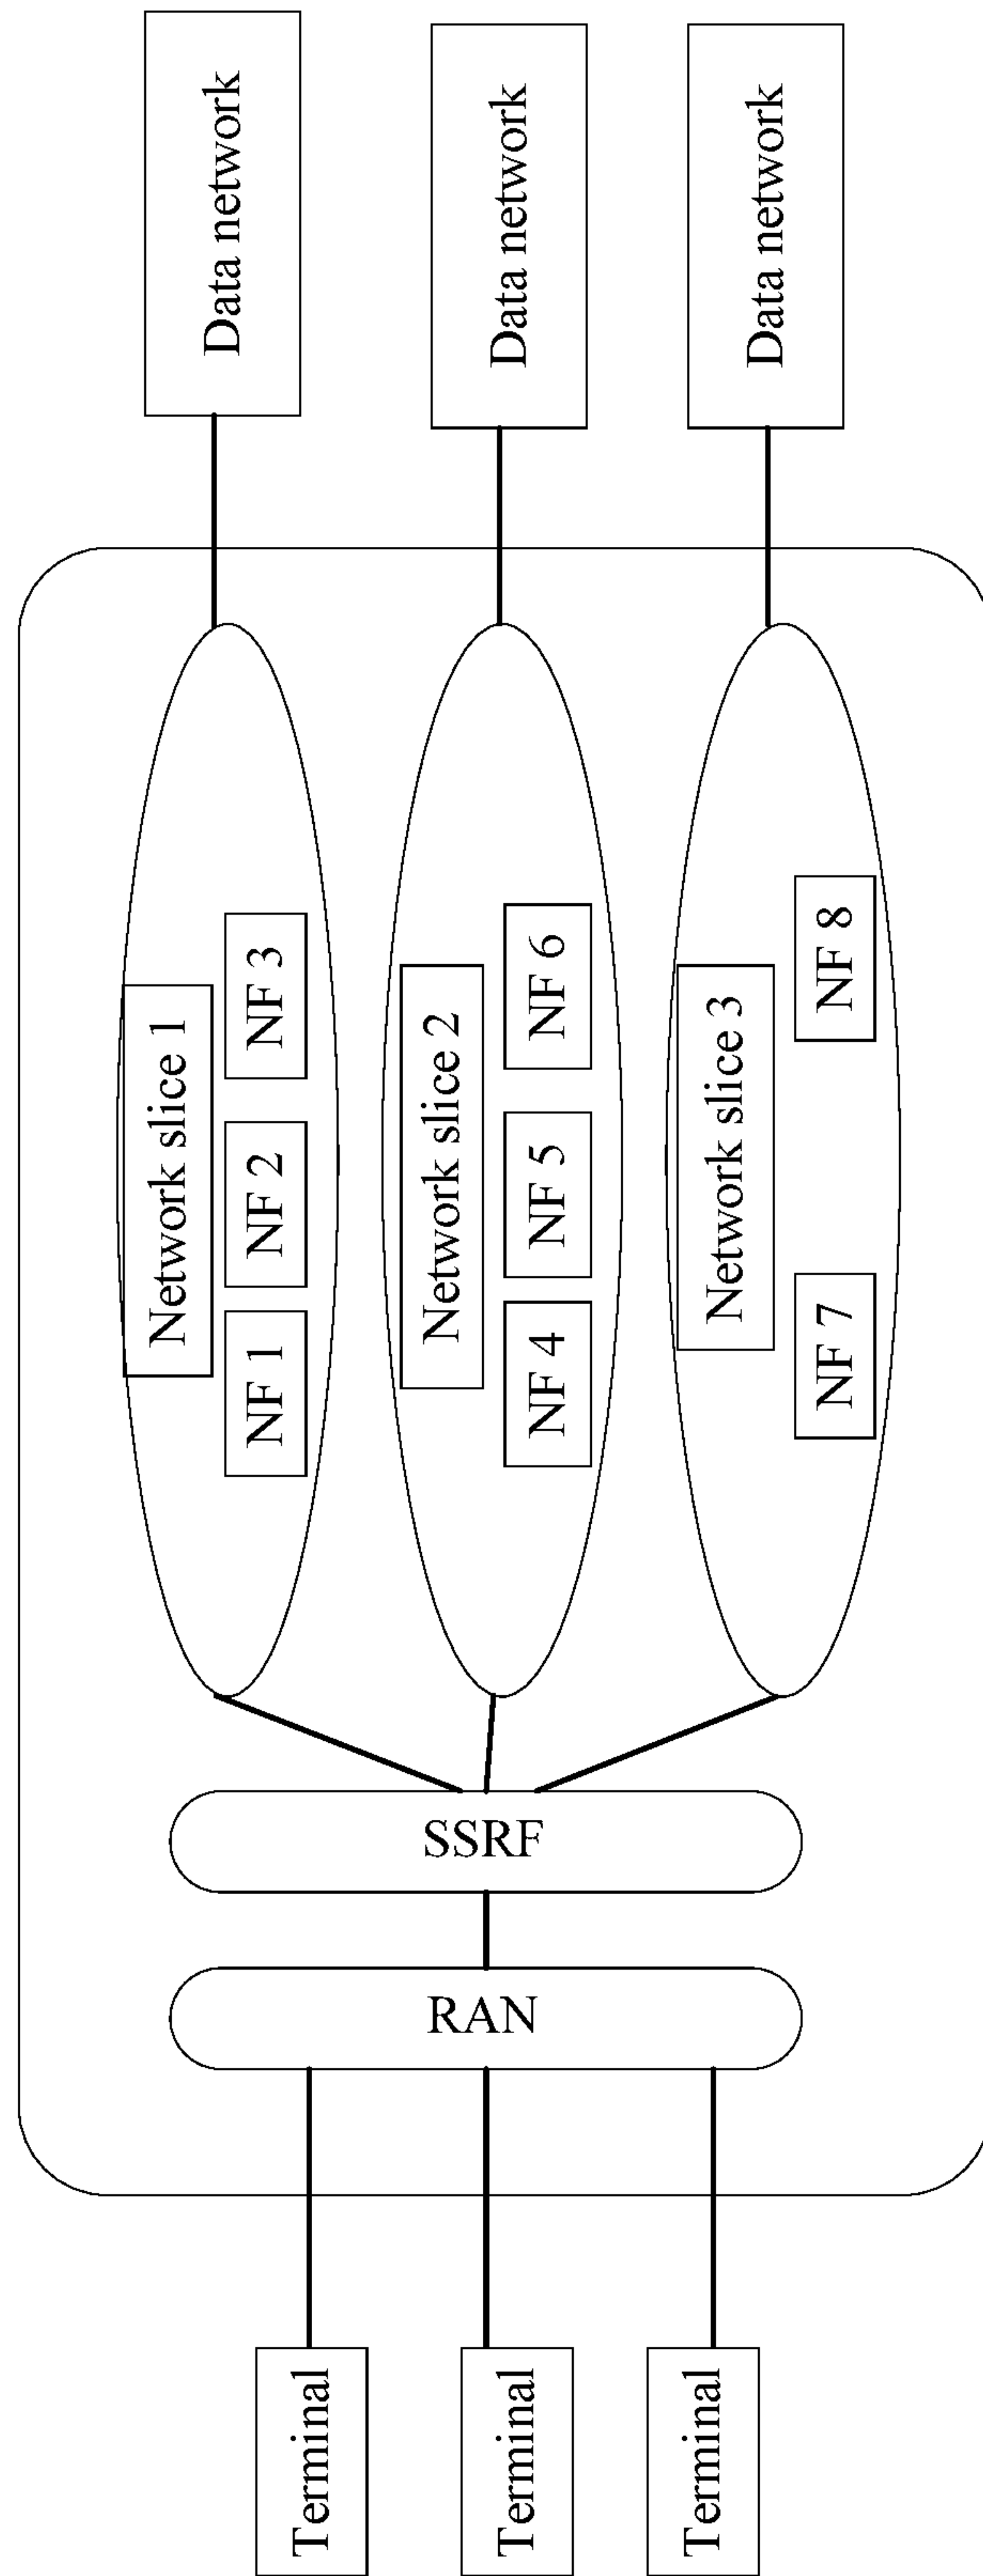 Terminal
Terminal
Terminal
RAN
SSRF
Network slice 1
NF 1
NF 2
NF 3
Network slice 2
NF 4
NF 5
NF 6
Network slice 3
NF 7
NF 8
Data network
Data network
Data network